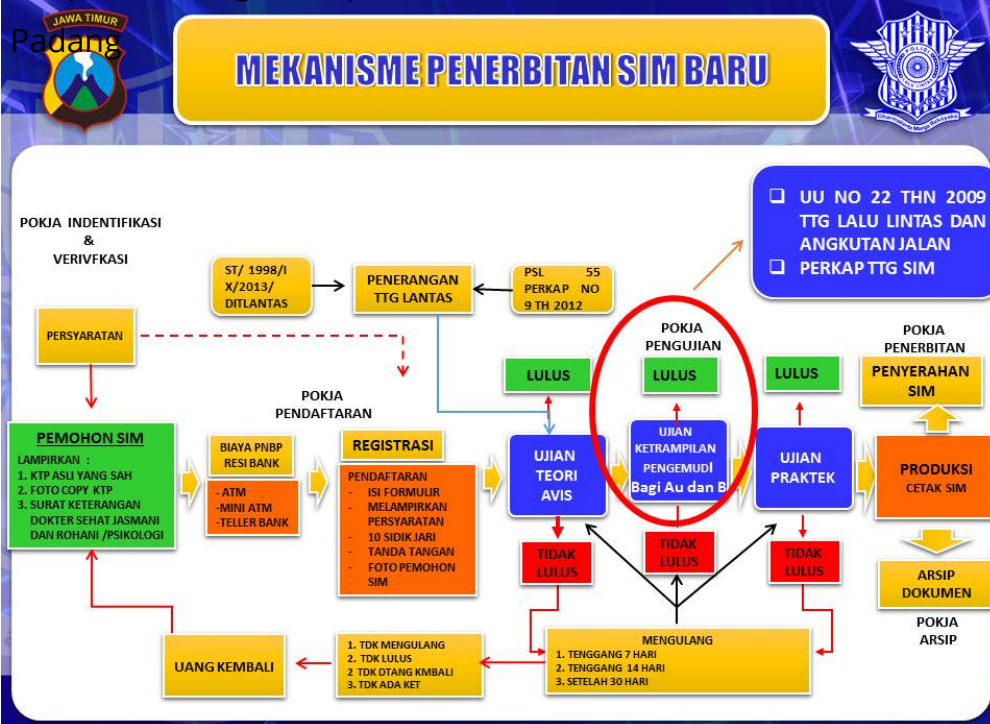 JAWA TIMUR
Padang
MEKANISME PENERBITAN SIM BARU
POLISI
Dharmakerta Marga Raksyaka
POKJA INDENTIFIKASI
&
VERIVFKASI
❑ UU NO 22 THN 2009
TTG LALU LINTAS DAN
ANGKUTAN JALAN
❑ PERKAP TTG SIM
ST/ 1998/I
X/2013/
DITLANTAS
PENERANGAN
TTG LANTAS
PSL 55
PERKAP NO
9 TH 2012
PERSYARATAN
POKJA
PENDAFTARAN
POKJA
PENGUJIAN
POKJA
PENERBITAN
LULUS
LULUS
LULUS
PENYERAHAN
SIM
PEMOHON SIM
LAMPIRKAN :
1. KTP ASLI YANG SAH
2. FOTO COPY KTP
3. SURAT KETERANGAN
DOKTER SEHAT JASMANI
DAN ROHANI /PSIKOLOGI
BIAYA PNBP
RESI BANK
- ATM
-MINI ATM
-TELLER BANK
REGISTRASI
PENDAFTARAN
- ISI FORMULIR
- MELAMPIRKAN
PERSYARATAN
- 10 SIDIK JARI
- TANDA TANGAN
- FOTO PEMOHON
SIM
UJIAN
TEORI
AVIS
UJIAN
KETRAMPILAN
PENGEMUDI
Bagi Au dan B
UJIAN
PRAKTEK
PRODUKSI
CETAK SIM
TIDAK
LULUS
TIDAK
LULUS
TIDAK
LULUS
ARSIP
DOKUMEN
POKJA
ARSIP
UANG KEMBALI
1. TDK MENGULANG
2. TDK LULUS
2 TDK DTANG KMBALI
3. TDK ADA KET
MENGULANG
1. TENGGANG 7 HARI
2. TENGGANG 14 HARI
3. SETELAH 30 HARI